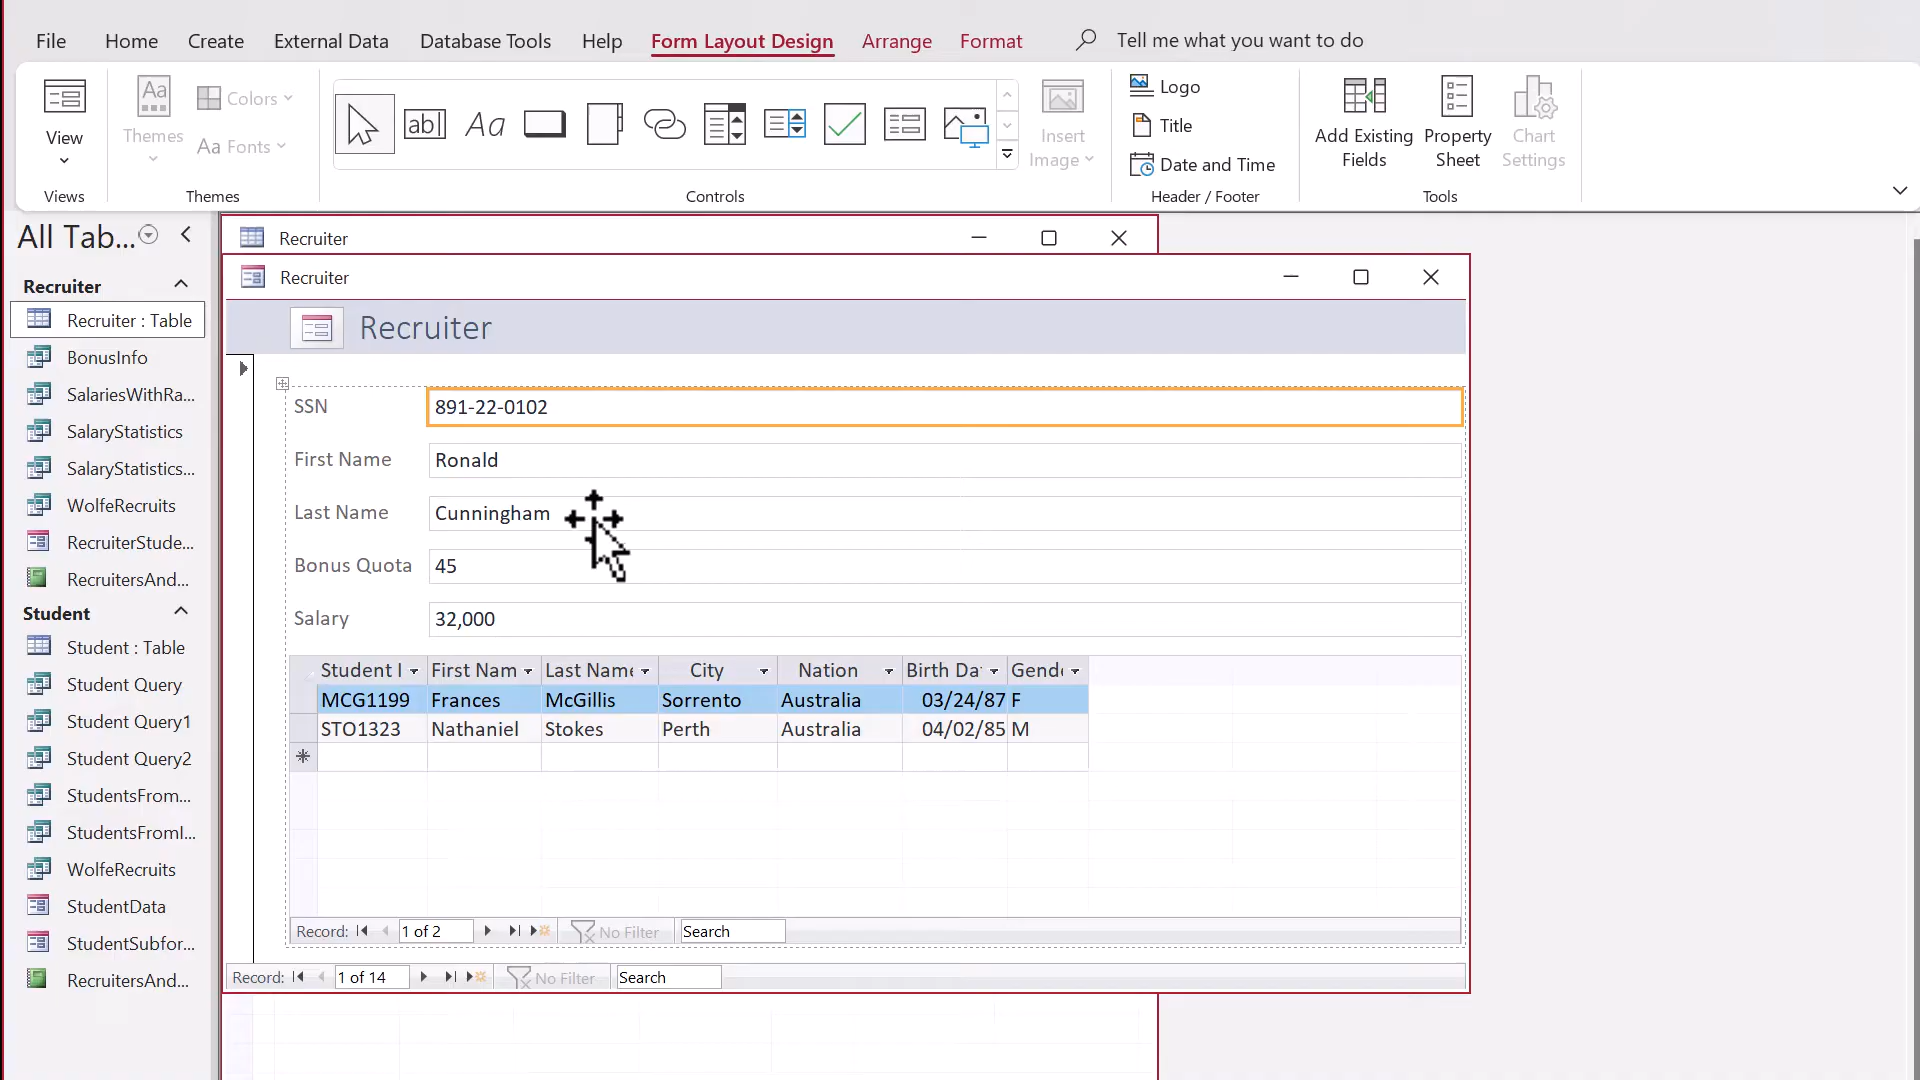 File Home Create External Data Database Tools Help Form Layout Design Arrange Format Tell me what you want to do
View
Views
Aa
Themes
Colors
Aa Fonts
Themes
ab
Aa
Controls
Insert
Image
Logo
Title
Date and Time
Header / Footer
Add Existing
Fields
Property
Sheet
Chart
Settings
Tools
All Tab...
Recruiter
Recruiter : Table
BonusInfo
SalariesWithRa...
SalaryStatistics
SalaryStatistics...
WolfeRecruits
RecruiterStude...
RecruitersAnd...
Student
Student : Table
Student Query
Student Query1
Student Query2
StudentsFrom...
StudentsFromI...
WolfeRecruits
StudentData
StudentSubfor...
RecruitersAnd...
Recruiter
Recruiter
Recruiter
SSN 891-22-0102
First Name Ronald
Last Name Cunningham
Bonus Quota 45
Salary 32,000
Student I First Nam Last Name City Nation Birth Da Gend
MCG1199 Frances McGillis Sorrento Australia 03/24/87 F
STO1323 Nathaniel Stokes Perth Australia 04/02/85 M
Record: 1 of 2 No Filter Search
Record: 1 of 14 No Filter Search